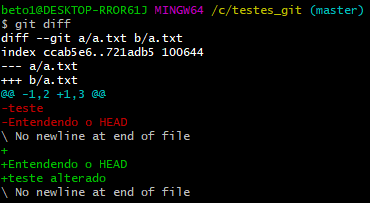 beto1@DESKTOP-RROR61J MINGW64 /c/testes_git (master)
$ git diff
diff --git a/a.txt b/a.txt
index ccab5e6..721adb5 100644
--- a/a.txt
+++ b/a.txt
@@ -1,2 +1,3 @@
-teste
-Entendendo o HEAD
\ No newline at end of file
+
+Entendendo o HEAD
+teste alterado
\ No newline at end of file